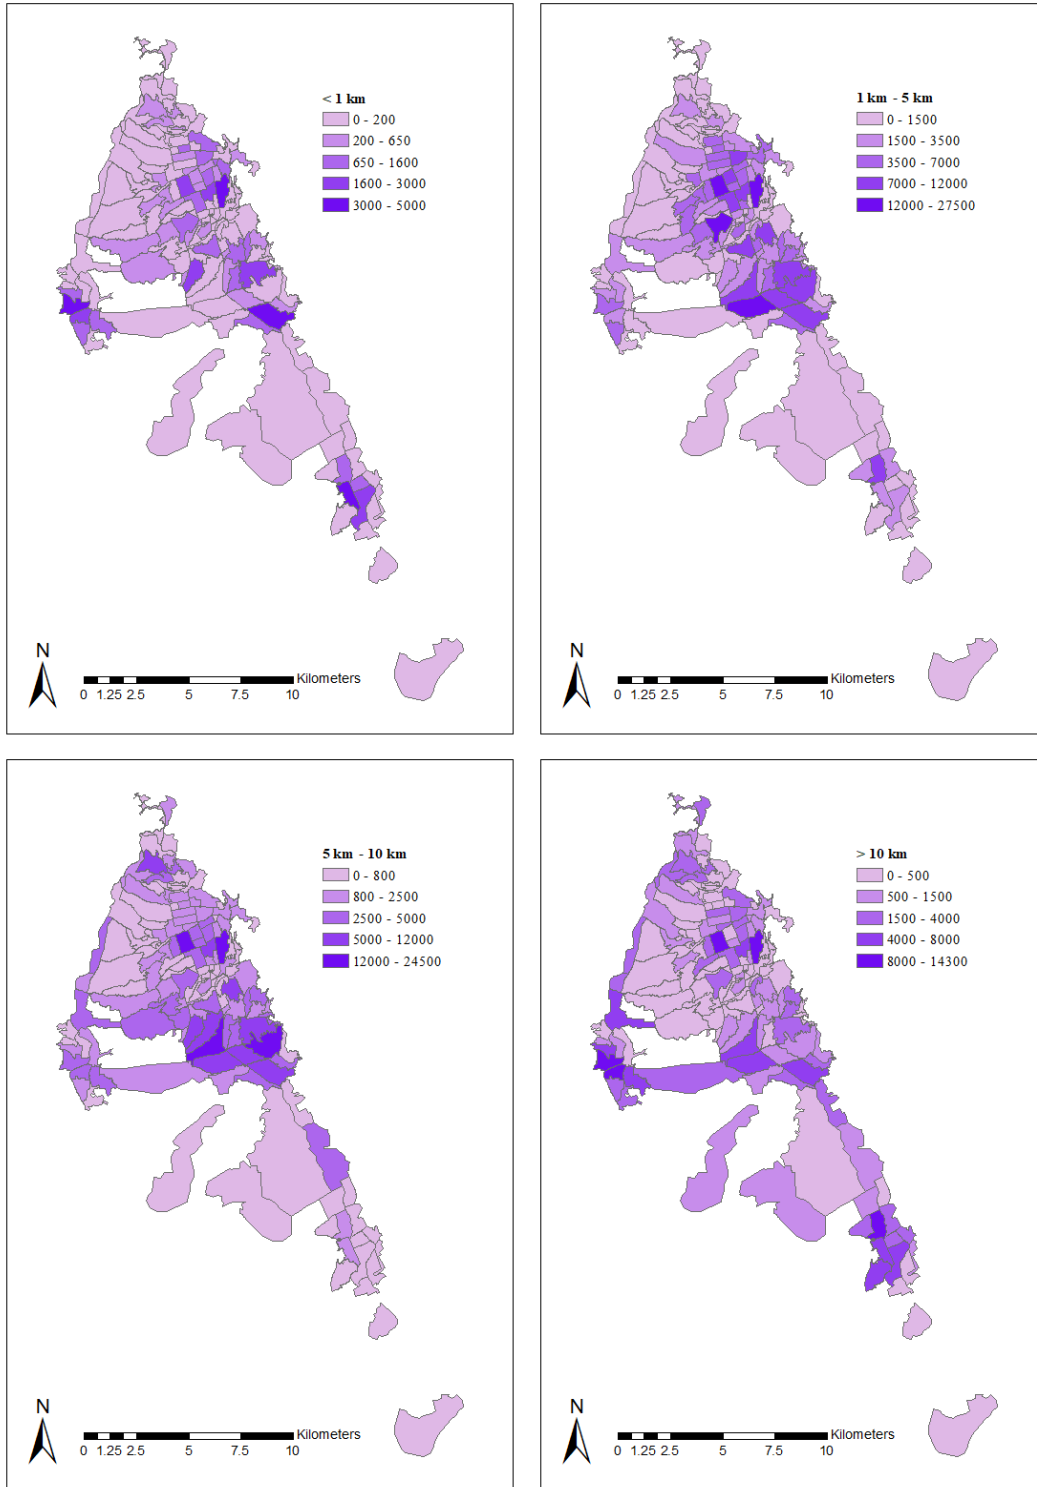 < 1 km
0 - 200
200 - 650
650 - 1600
1600 - 3000
3000 - 5000
N
Kilometers
0 1.25 2.5 5 7.5 10
1 km - 5 km
0 - 1500
1500 - 3500
3500 - 7000
7000 - 12000
12000 - 27500
N
Kilometers
0 1.25 2.5 5 7.5 10
5 km - 10 km
0 - 800
800 - 2500
2500 - 5000
5000 - 12000
12000 - 24500
N
Kilometers
0 1.25 2.5 5 7.5 10
> 10 km
0 - 500
500 - 1500
1500 - 4000
4000 - 8000
8000 - 14300
N
Kilometers
0 1.25 2.5 5 7.5 10